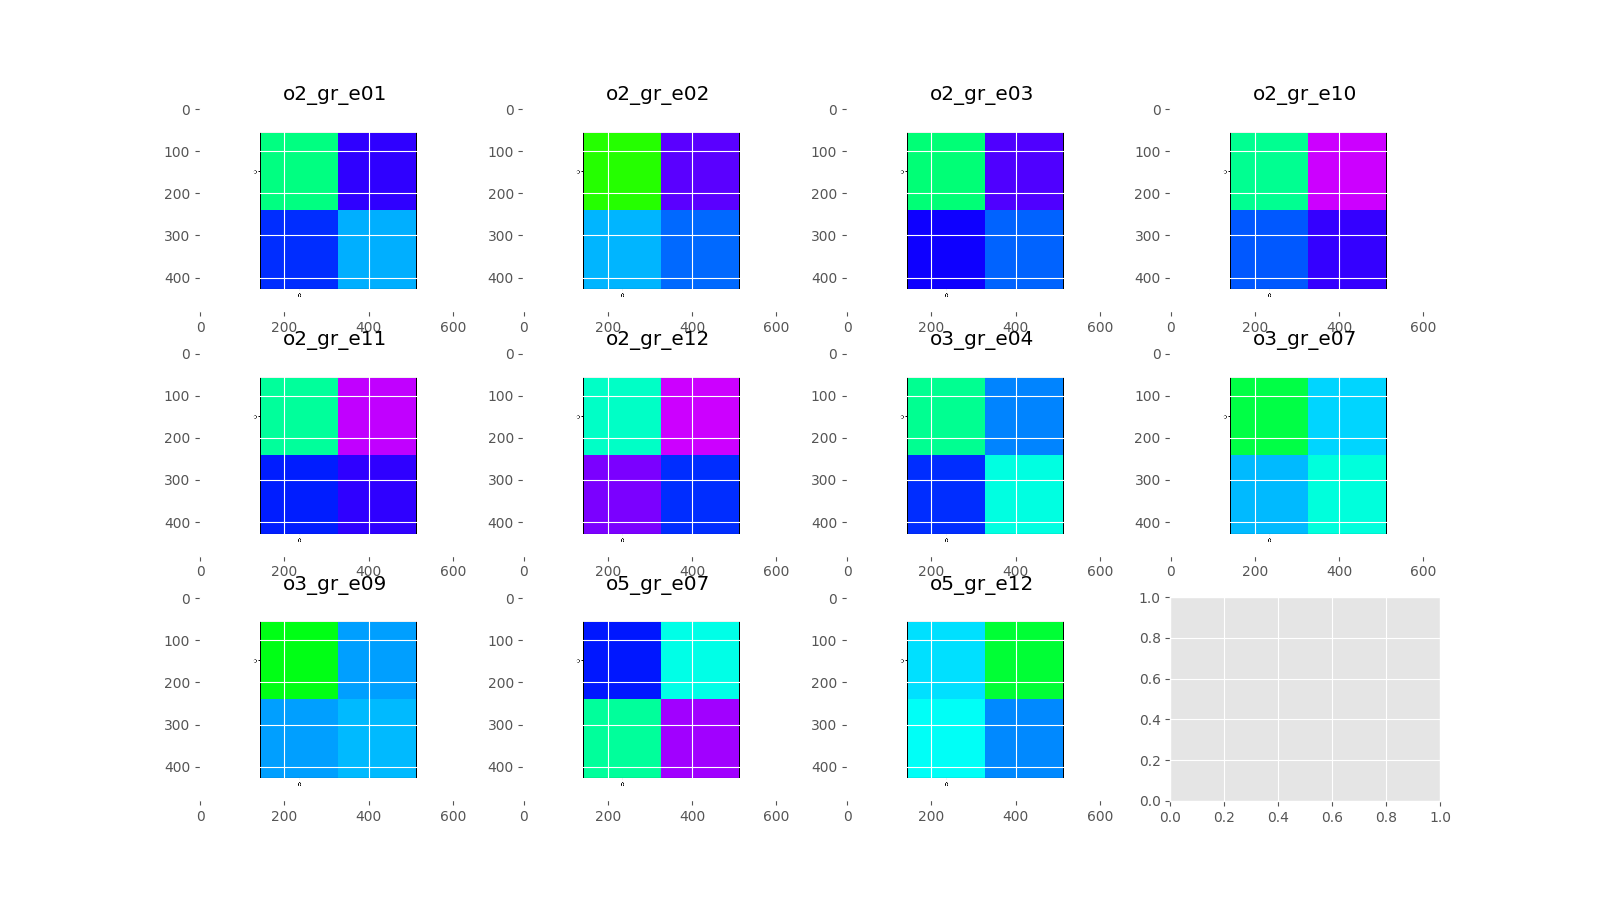 o2_gr_e01 o2_gr_e02 o2_gr_e03 o2_gr_e10
0 0 0 0
100 100 100 100
200 200 200 200
300 300 300 300
400 400 400 400
0 200 400 600 0 200 400 600 0 200 400 600 0 200 400 600
o2_gr_e11 o2_gr_e12 o3_gr_e04 o3_gr_e07
0 0 0 0
100 100 100 100
200 200 200 200
300 300 300 300
400 400 400 400
0 200 400 600 0 200 400 600 0 200 400 600 0 200 400 600
o3_gr_e09 o5_gr_e07 o5_gr_e12
0 0 0 1.0
100 100 100 0.8
200 200 200 0.6
300 300 300 0.4
400 400 400 0.2
0.0
0 200 400 600 0 200 400 600 0 200 400 600 0.0 0.2 0.4 0.6 0.8 1.0